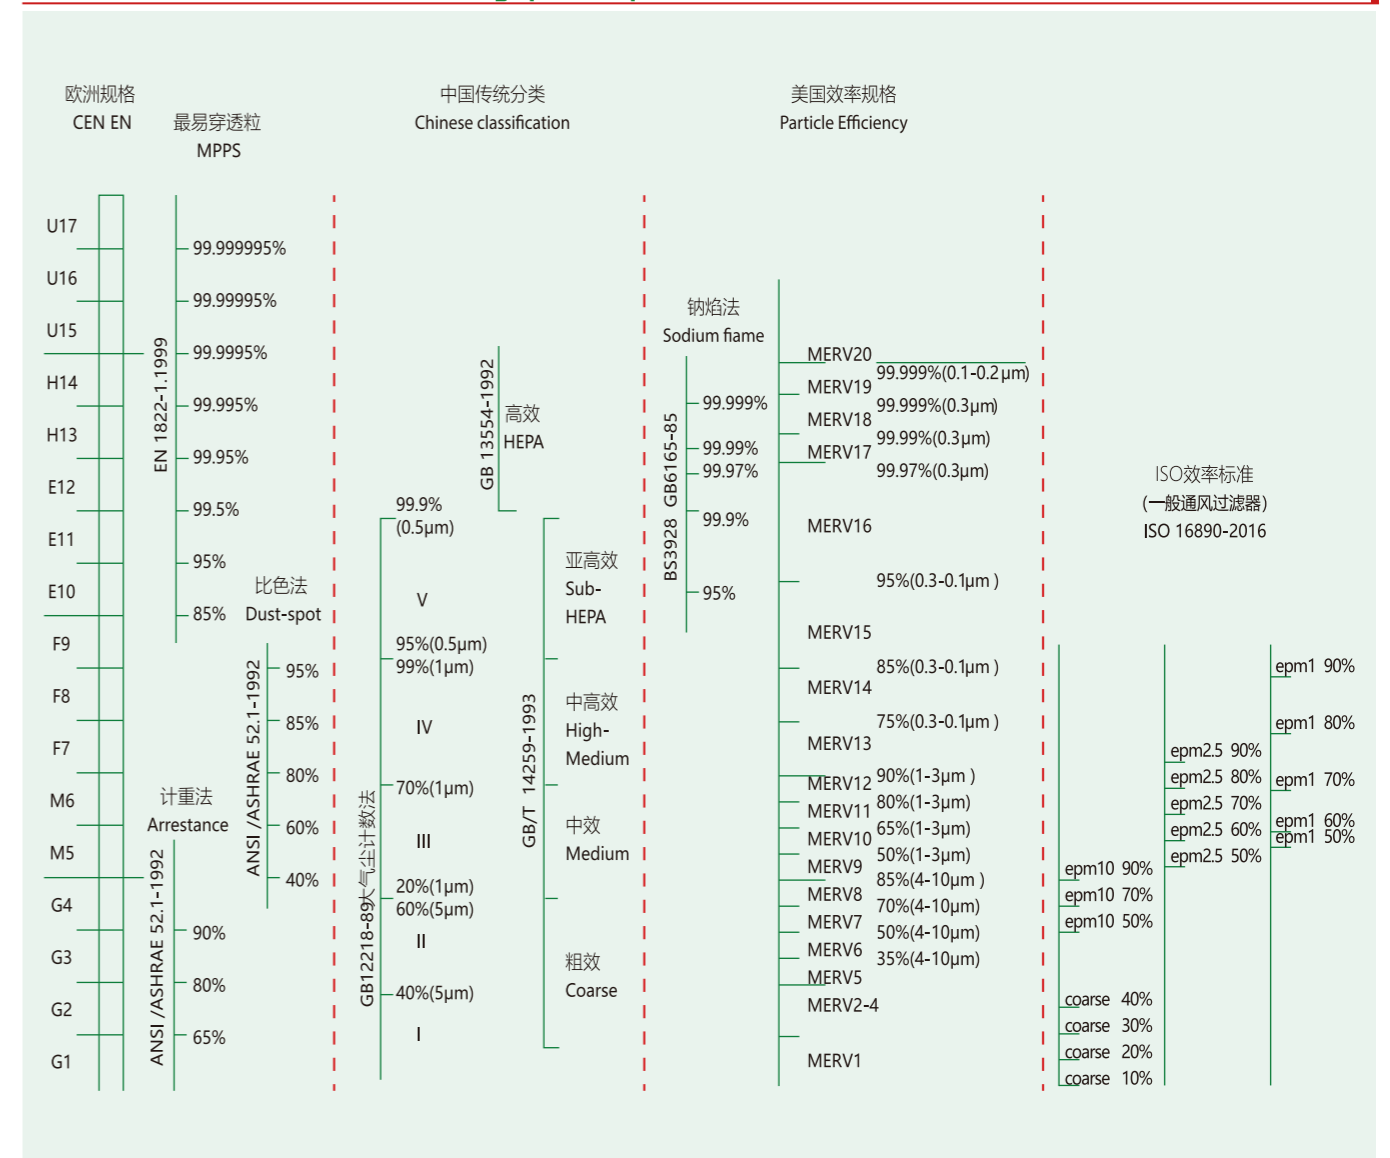 欧洲规格
CEN EN
最易穿透粒
MPPS
U17
U16
U15
H14
H13
E12
E11
E10
F9
F8
F7
M6
M5
G4
G3
G2
G1
EN 1822-1.1999
99.999995%
99.99995%
99.9995%
99.995%
99.95%
99.5%
95%
85%
比色法
Dust-spot
ANSI /ASHRAE 52.1-1992
95%
85%
80%
60%
40%
计重法
Arrestance
ANSI /ASHRAE 52.1-1992
90%
80%
65%
中国传统分类
Chinese classification
GB 13554-1992
高效
HEPA
GB12218-89大气尘计数法
99.9%
(0.5μm)
V
95%(0.5μm)
99%(1μm)
IV
70%(1μm)
III
20%(1μm)
60%(5μm)
II
40%(5μm)
I
GB/T 14259-1993
亚高效
Sub-
HEPA
中高效
High-
Medium
中效
Medium
粗效
Coarse
美国效率规格
Particle Efficiency
钠焰法
Sodium fiame
BS3928 GB6165-85
99.999%
99.99%
99.97%
99.9%
95%
MERV20
99.999%(0.1-0.2μm)
MERV19
99.999%(0.3μm)
MERV18
99.99%(0.3μm)
MERV17
99.97%(0.3μm)
MERV16
95%(0.3-0.1μm )
MERV15
85%(0.3-0.1μm )
MERV14
75%(0.3-0.1μm )
MERV13
90%(1-3μm )
MERV12
80%(1-3μm)
MERV11
65%(1-3μm)
MERV10
50%(1-3μm)
MERV9
85%(4-10μm )
MERV8
70%(4-10μm)
MERV7
50%(4-10μm)
MERV6
35%(4-10μm)
MERV5
MERV2-4
MERV1
ISO效率标准
(一般通风过滤器)
ISO 16890-2016
epm10 90%
epm10 70%
epm10 50%
coarse 40%
coarse 30%
coarse 20%
coarse 10%
epm2.5 90%
epm2.5 80%
epm2.5 70%
epm2.5 60%
epm2.5 50%
epm1 90%
epm1 80%
epm1 70%
epm1 60%
epm1 50%